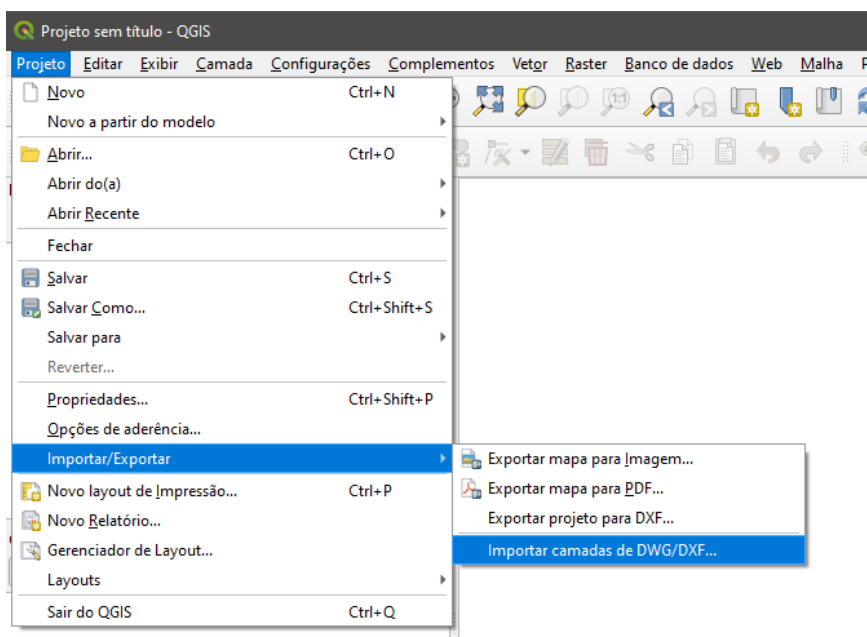 Projeto sem título - QGIS
Projeto Editar Exibir Camada Configurações Complementos Vetor Raster Banco de dados Web Malha
Novo Ctrl+N
Novo a partir do modelo
Abrir... Ctrl+O
Abrir do(a)
Abrir Recente
Fechar
Salvar Ctrl+S
Salvar Como... Ctrl+Shift+S
Salvar para
Reverter...
Propriedades... Ctrl+Shift+P
Opções de aderência...
Importar/Exportar
Exportar mapa para Imagem...
Novo layout de Impressão... Ctrl+P
Exportar mapa para PDF...
Novo Relatório...
Exportar projeto para DXF...
Gerenciador de Layout...
Importar camadas de DWG/DXF...
Layouts
Sair do QGIS Ctrl+Q
1:1